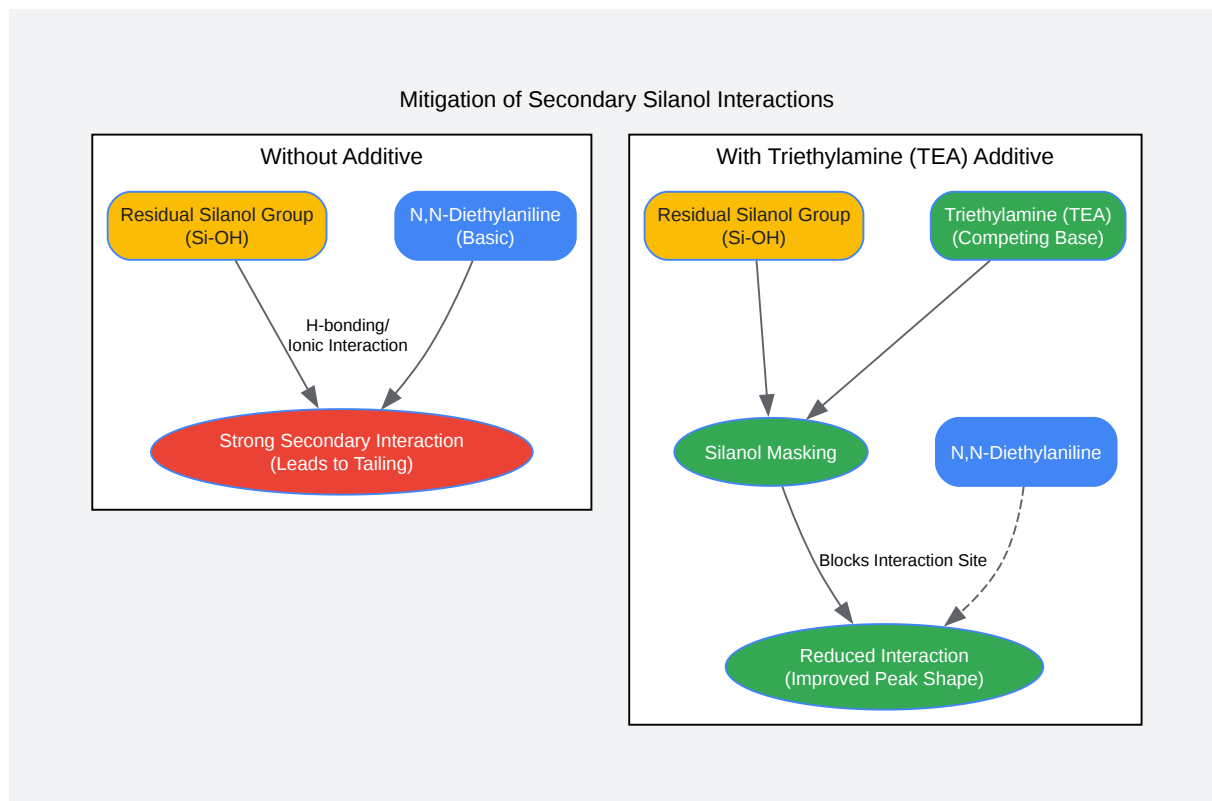 Mitigation of Secondary Silanol Interactions
Without Additive
Residual Silanol Group
(Si-OH)
N,N-Diethylaniline
(Basic)
H-bonding/
Ionic Interaction
Strong Secondary Interaction
(Leads to Tailing)
With Triethylamine (TEA) Additive
Residual Silanol Group
(Si-OH)
Triethylamine (TEA)
(Competing Base)
Silanol Masking
N,N-Diethylaniline
Blocks Interaction Site
Reduced Interaction
(Improved Peak Shape)